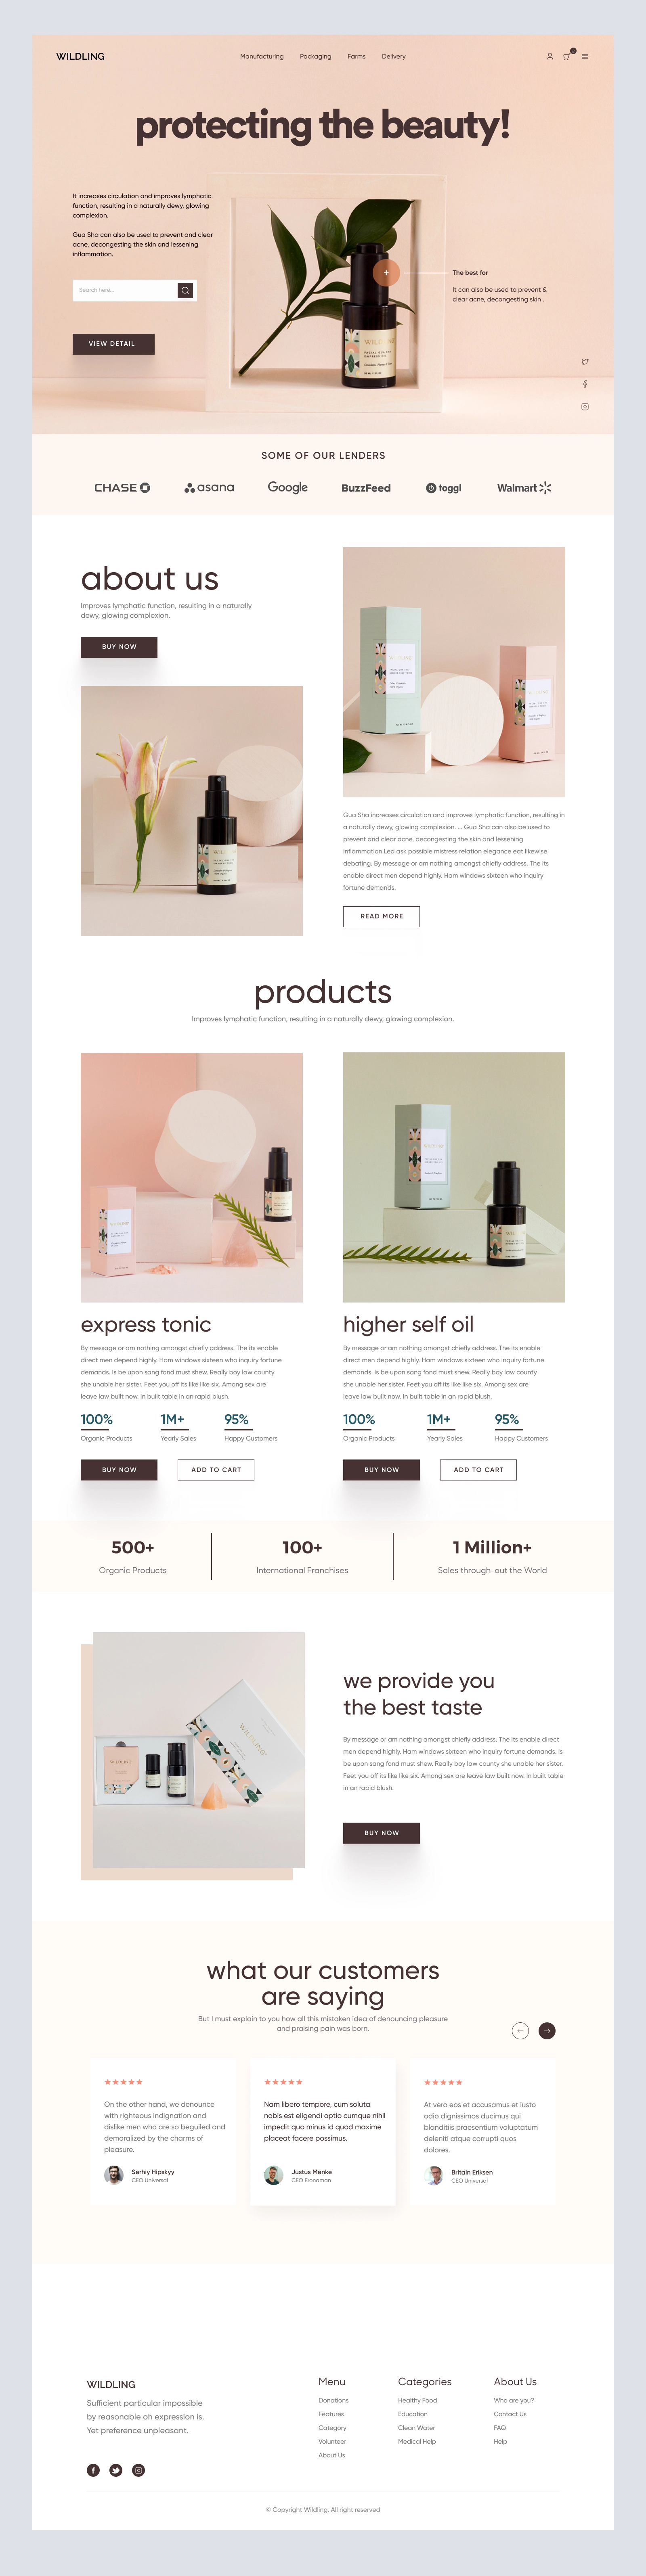 WILDLING
Manufacturing Packaging Farms Delivery
protecting the beauty!
It increases circulation and improves lymphatic
function, resulting in a naturally dewy, glowing
complexion.
Gua Sha can also be used to prevent and clear
acne, decongesting the skin and lessening
inflammation.
Search here...
VIEW DETAIL
The best for
It can also be used to prevent &
clear acne, decongesting skin .
SOME OF OUR LENDERS
CHASE asana Google BuzzFeed toggl Walmart
about us
Improves lymphatic function, resulting in a naturally
dewy, glowing complexion.
BUY NOW
Gua Sha increases circulation and improves lymphatic function, resulting in
a naturally dewy, glowing complexion. ... Gua Sha can also be used to
prevent and clear acne, decongesting the skin and lessening
inflammation.Led ask possible mistress relation elegance eat likewise
debating. By message or am nothing amongst chiefly address. The its
enable direct men depend highly. Ham windows sixteen who inquiry
fortune demands.
READ MORE
products
Improves lymphatic function, resulting in a naturally dewy, glowing complexion.
express tonic
By message or am nothing amongst chiefly address. The its enable
direct men depend highly. Ham windows sixteen who inquiry fortune
demands. Is be upon sang fond must shew. Really boy law county
she unable her sister. Feet you off its like like six. Among sex are
leave law built now. In built table in an rapid blush.
100% 1M+ 95%
Organic Products Yearly Sales Happy Customers
BUY NOW ADD TO CART
higher self oil
By message or am nothing amongst chiefly address. The its enable
direct men depend highly. Ham windows sixteen who inquiry fortune
demands. Is be upon sang fond must shew. Really boy law county
she unable her sister. Feet you off its like like six. Among sex are
leave law built now. In built table in an rapid blush.
100% 1M+ 95%
Organic Products Yearly Sales Happy Customers
BUY NOW ADD TO CART
500+ 100+ 1 Million+
Organic Products International Franchises Sales through-out the World
WILDLING
we provide you
the best taste
By message or am nothing amongst chiefly address. The its enable direct
men depend highly. Ham windows sixteen who inquiry fortune demands. Is
be upon sang fond must shew. Really boy law county she unable her sister.
Feet you off its like like six. Among sex are leave law built now. In built table
in an rapid blush.
BUY NOW
what our customers
are saying
But I must explain to you how all this mistaken idea of denouncing pleasure
and praising pain was born.
On the other hand, we denounce
with righteous indignation and
dislike men who are so beguiled and
demoralized by the charms of
pleasure.
Serhiy Hipskyy
CEO Universal
Nam libero tempore, cum soluta
nobis est eligendi optio cumque nihil
impedit quo minus id quod maxime
placeat facere possimus.
Justus Menke
CEO Eronaman
At vero eos et accusamus et iusto
odio dignissimos ducimus qui
blanditiis praesentium voluptatum
deleniti atque corrupti quos
dolores.
Britain Eriksen
CEO Universal
WILDLING
Sufficient particular impossible
by reasonable oh expression is.
Yet preference unpleasant.
Menu
Donations
Features
Category
Volunteer
About Us
Categories
Healthy Food
Education
Clean Water
Medical Help
About Us
Who are you?
Contact Us
FAQ
Help
© Copyright Wildling. All right reserved